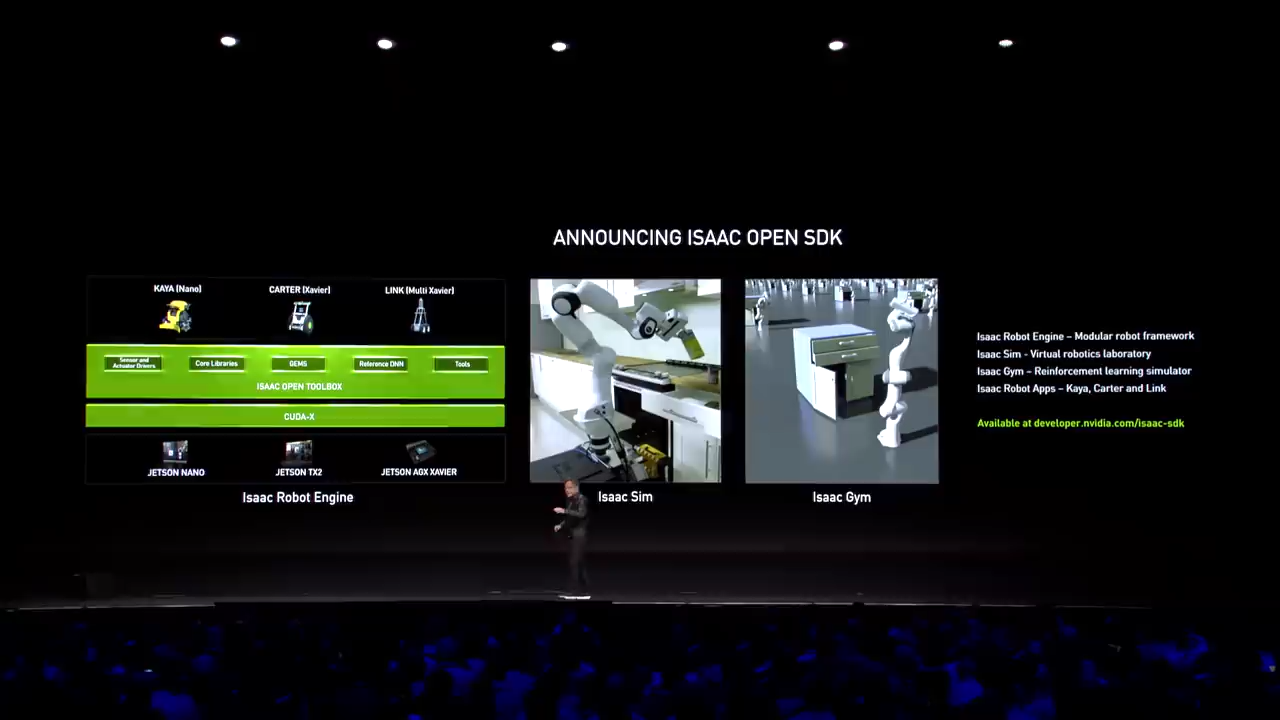 ANNOUNCING ISAAC OPEN SDK
KAYA (Nano)
CARTER (Xavier)
LINK (Multi Xavier)
Sensor and
Actuator Drivers
Core Libraries
GEMS
Reference DNN
Tools
ISAAC OPEN TOOLBOX
CUDA-X
JETSON NANO
JETSON TX2
JETSON AGX XAVIER
Isaac Robot Engine
Isaac Sim
Isaac Gym
Isaac Robot Engine – Modular robot framework
Isaac Sim - Virtual robotics laboratory
Isaac Gym – Reinforcement learning simulator
Isaac Robot Apps - Kaya, Carter and Link
Available at developer.nvidia.com/isaac-sdk